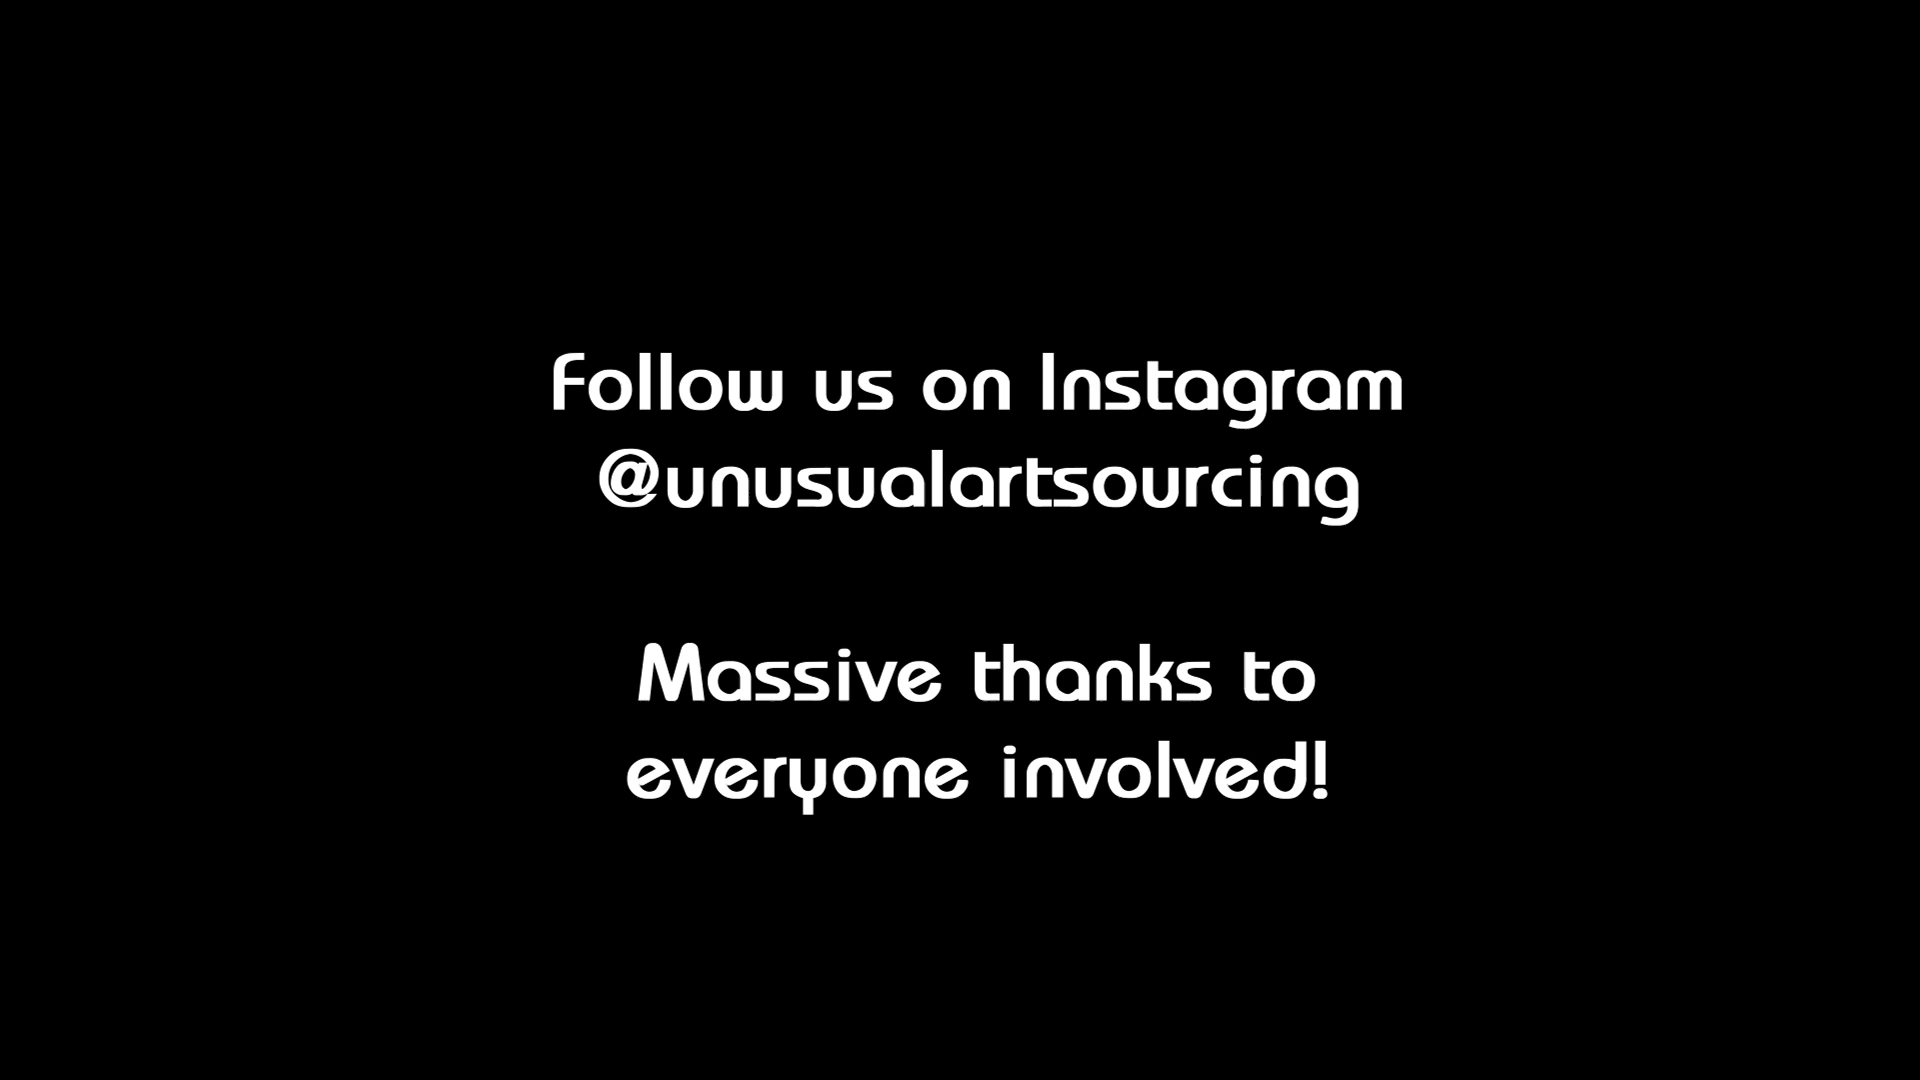 Follow us on Instagram
@unusualartsourcing
Massive thanks to
everyone involved!